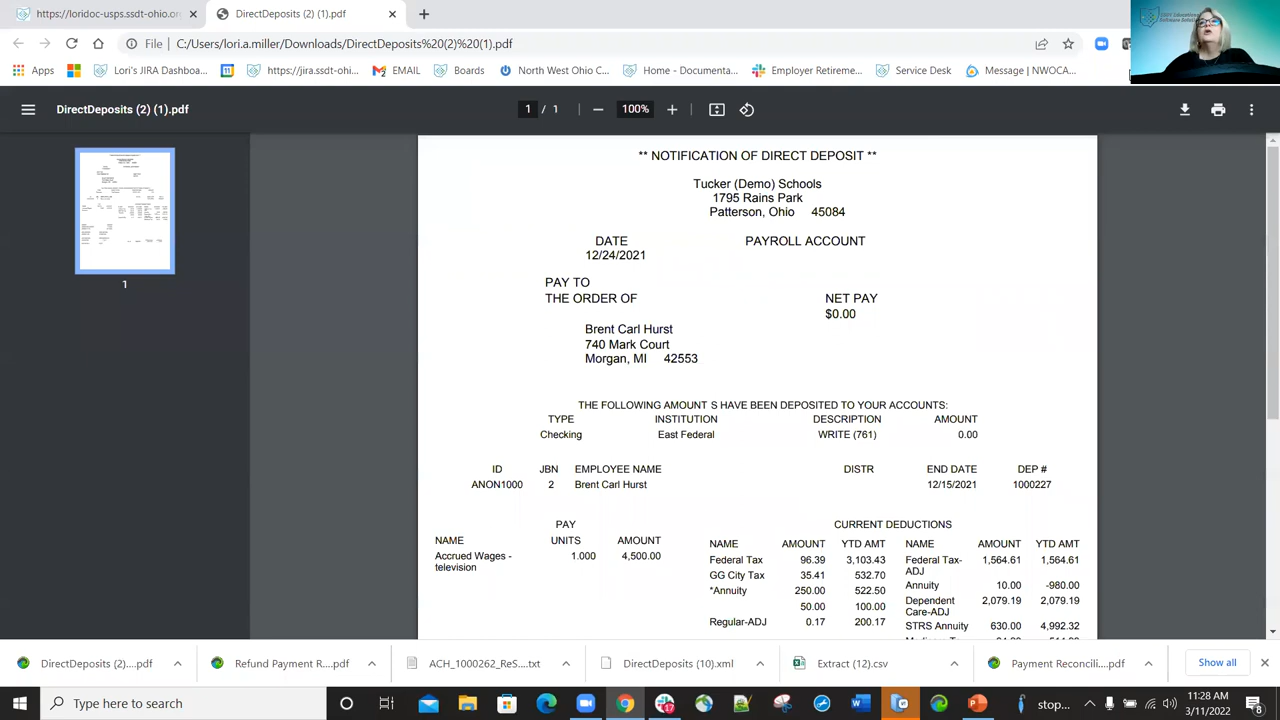 https://loridoc-usps.ssdt-ohio.or
DirectDeposits (2) (1).pdf
File
C:/Users/lori.a.miller/Downloads/DirectDeposits%20(2)%20(1).pdf
Apps
Lori's JIRA Dashboa...
https://jira.ssdt-ohi...
EMAIL
Boards
North West Ohio C...
Home - Documenta...
Employer Retireme...
Service Desk
Message | NWOCA...
DirectDeposits (2) (1).pdf
1 / 1
100%
1
** NOTIFICATION OF DIRECT DEPOSIT **
Tucker (Demo) Schools
1795 Rains Park
Patterson, Ohio 45084
DATE PAYROLL ACCOUNT
12/24/2021
PAY TO
THE ORDER OF NET PAY
$0.00
Brent Carl Hurst
740 Mark Court
Morgan, MI 42553
THE FOLLOWING AMOUNT S HAVE BEEN DEPOSITED TO YOUR ACCOUNTS:
TYPE INSTITUTION DESCRIPTION AMOUNT
Checking East Federal WRITE (761) 0.00
ID JBN EMPLOYEE NAME DISTR END DATE DEP #
ANON1000 2 Brent Carl Hurst 12/15/2021 1000227
PAY CURRENT DEDUCTIONS
NAME UNITS AMOUNT NAME AMOUNT YTD AMT NAME AMOUNT YTD AMT
Accrued Wages - 1.000 4,500.00 Federal Tax 96.39 3,103.43 Federal Tax- 1,564.61 1,564.61
television GG City Tax 35.41 532.70 ADJ
*Annuity 250.00 522.50 Annuity 10.00 -980.00
50.00 100.00 Dependent 2,079.19 2,079.19
Care-ADJ
Regular-ADJ 0.17 200.17 STRS Annuity 630.00 4,992.32
DirectDeposits (2)....pdf
Refund Payment R....pdf
ACH_1000262_ReS....txt
DirectDeposits (10).xml
Extract (12).csv
Payment Reconcili....pdf
Show all
Type here to search
stop...
11:28 AM
3/11/2022
8